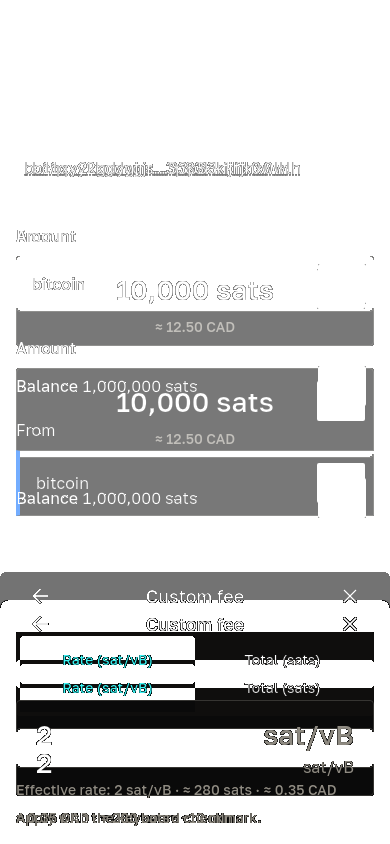 Amount
bitcoin
10,000 sats
≈ 12.50 CAD
Amount
Balance 1,000,000 sats
10,000 sats
From
≈ 12.50 CAD
bitcoin
Balance 1,000,000 sats
← Custom fee ×
← Custom fee ×
Rate (sat/vB) Total (sats)
Rate (sat/vB) Total (sats)
2 sat/vB
2 sat/vB
Effective rate: 2 sat/vB · ≈ 280 sats · ≈ 0.35 CAD